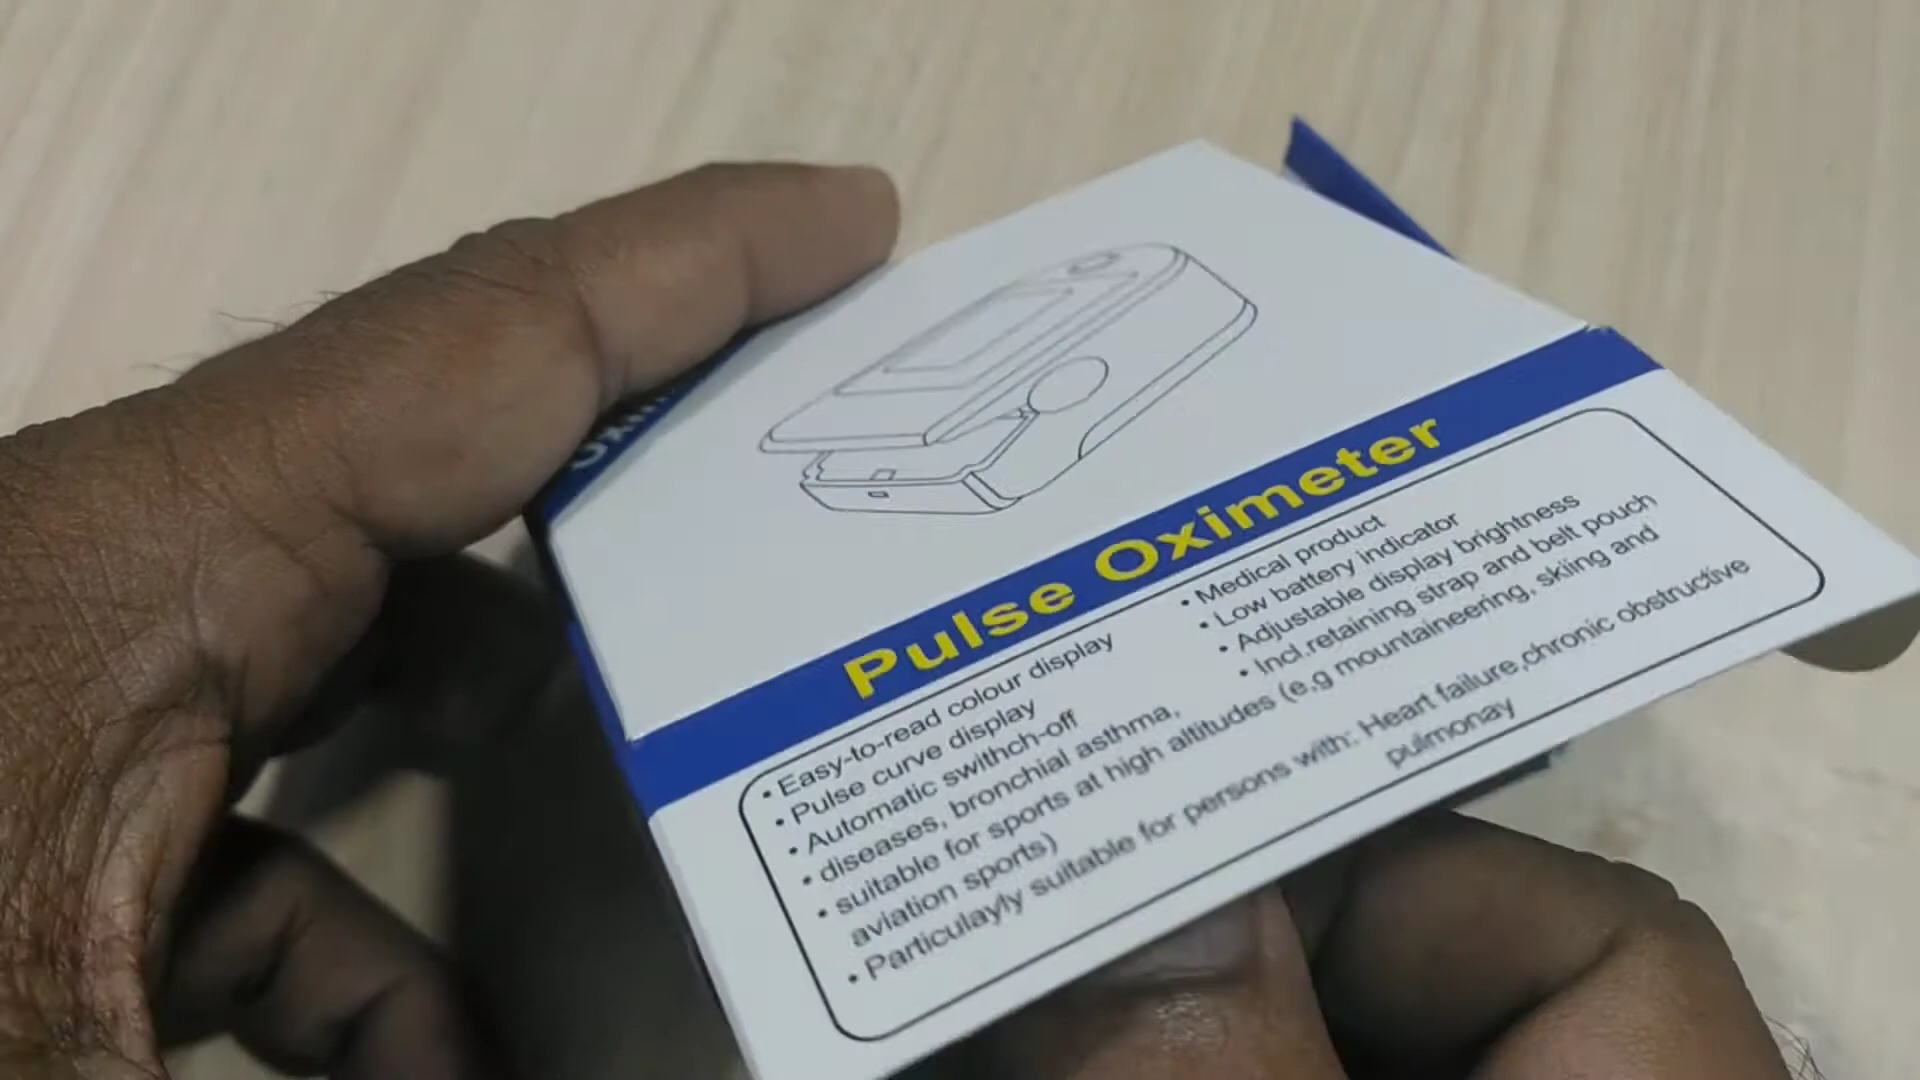 Pulse Oximeter
• Easy-to-read colour display
• Pulse curve display
• Automatic swithch-off
• diseases, bronchial asthma,
• suitable for sports at high altitudes (e,g mountaineering, skiing and
aviation sports)
• Particulayly suitable for persons with: Heart failure,chronic obstructive
pulmonay
• Medical product
• Low battery indicator
• Adjustable display brightness
• Incl.retaining strap and belt pouch